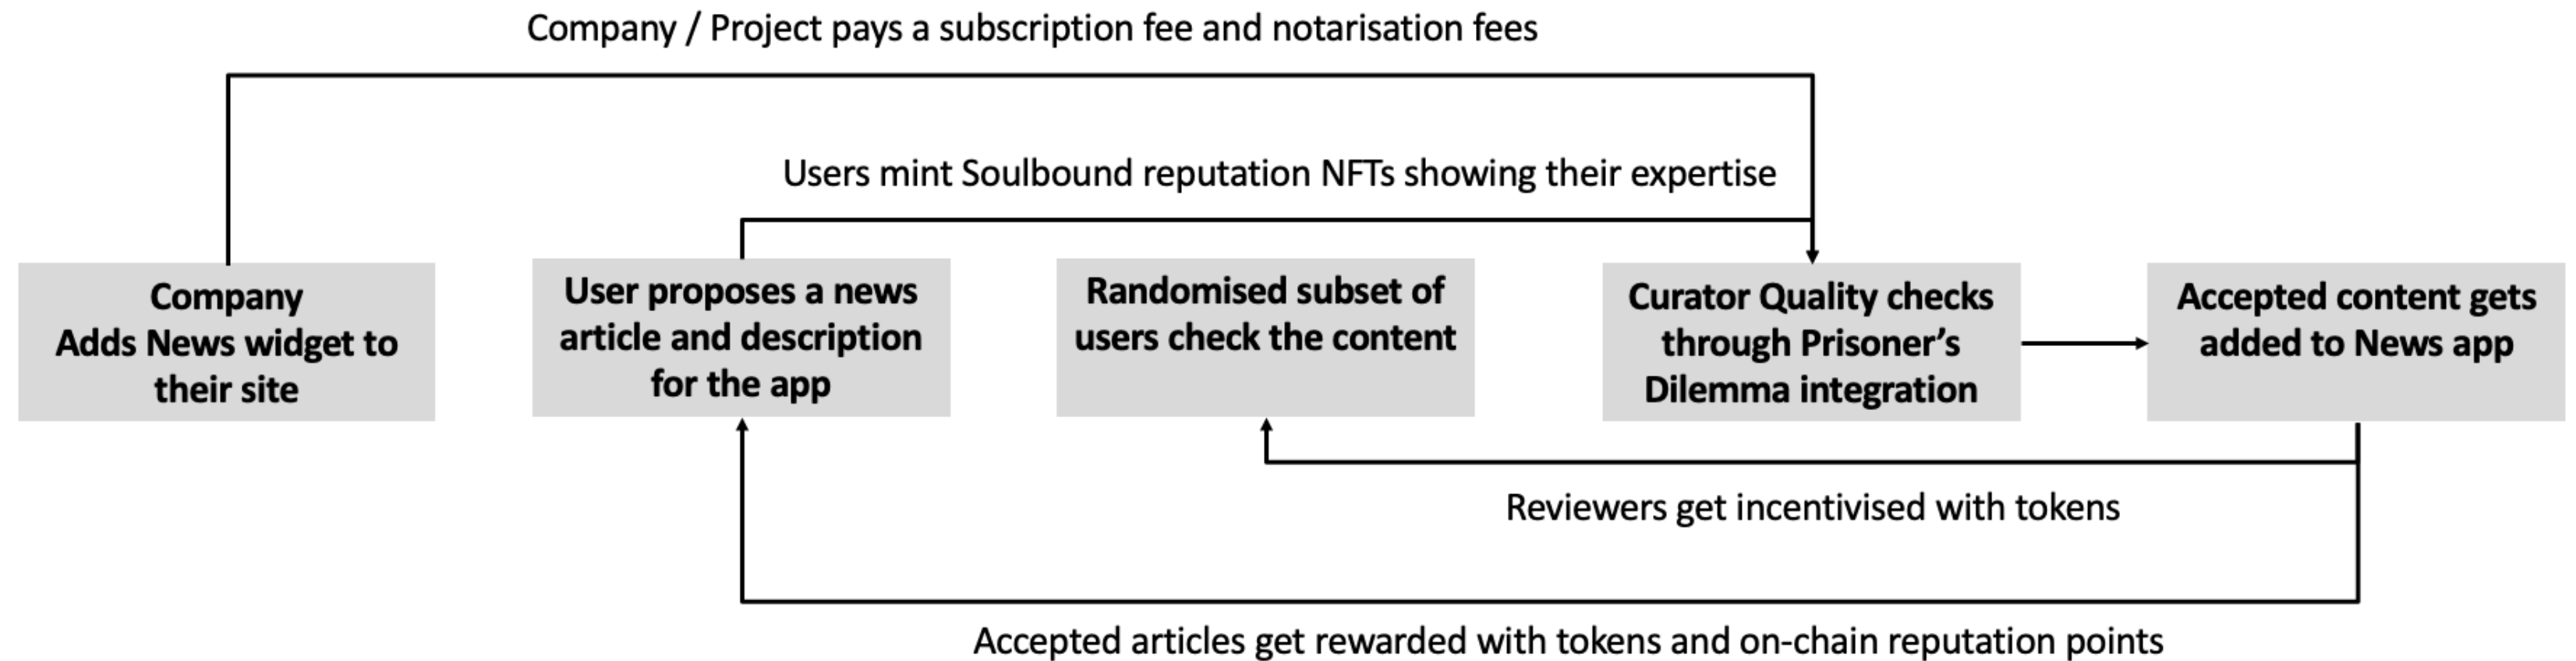 Company / Project pays a subscription fee and notarisation fees
Users mint Soulbound reputation NFTs showing their expertise
Company
Adds News widget to
their site
User proposes a news
article and description
for the app
Randomised subset of
users check the content
Curator Quality checks
through Prisoner’s
Dilemma integration
Accepted content gets
added to News app
Reviewers get incentivised with tokens
Accepted articles get rewarded with tokens and on-chain reputation points